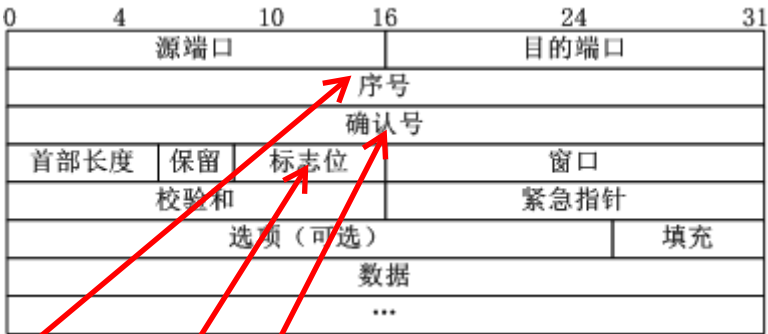 0 4 10 16 24 31
源端口 目的端口
序号
确认号
首部长度 保留 标志位 窗口
校验和 紧急指针
选项（可选） 填充
数据
…